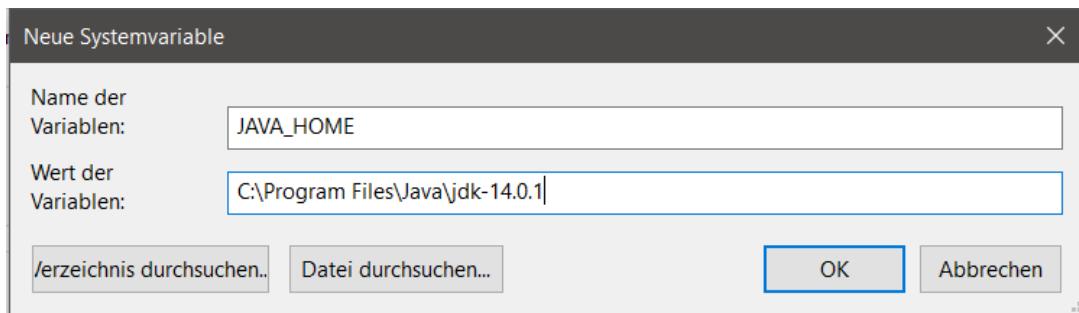 Neue Systemvariable
Name der
Variablen:
JAVA_HOME
Wert der
Variablen:
C:\Program Files\Java\jdk-14.0.1
/erzeichnis durchsuchen..
Datei durchsuchen...
OK
Abbrechen